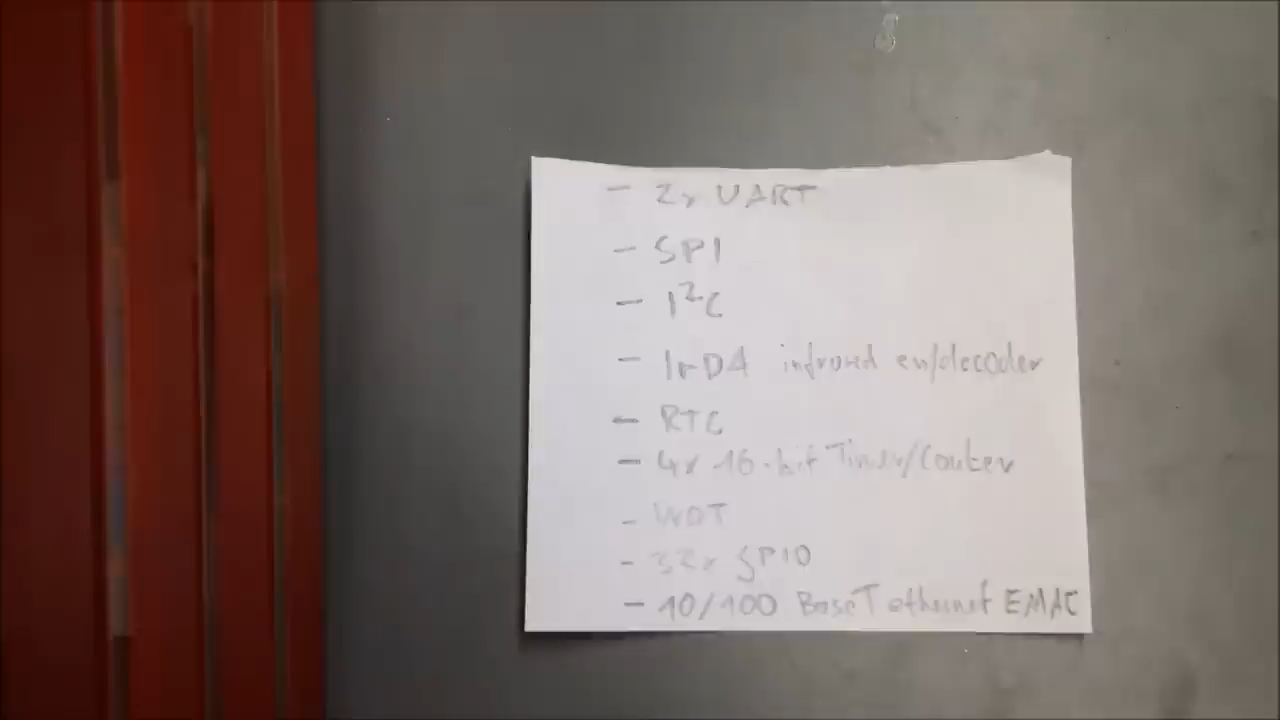 - 2x UART
- SPI
- I²C
- IrDA infrared en/decoder
- RTC
- 4x 16-bit Timer/Couter
- WDT
- 32x GPIO
- 10/100 BaseT ethernet EMAC